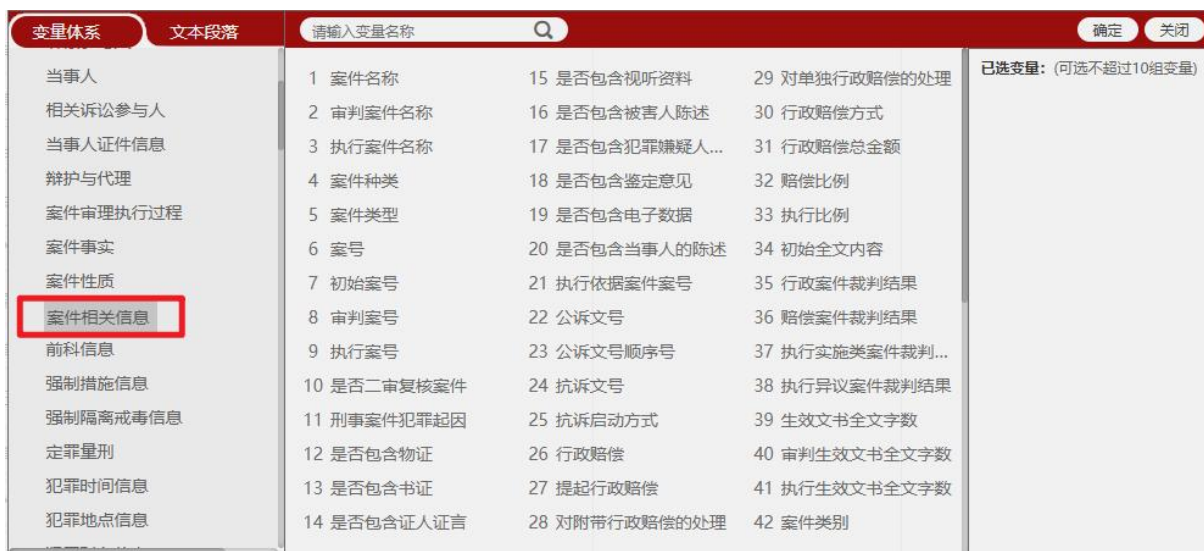 变量体系
文本段落
请输入变量名称
确定
关闭
当事人
相关诉讼参与人
当事人证件信息
辩护与代理
案件审理执行过程
案件事实
案件性质
案件相关信息
前科信息
强制措施信息
强制隔离戒毒信息
定罪量刑
犯罪时间信息
犯罪地点信息
1 案件名称
2 审判案件名称
3 执行案件名称
4 案件种类
5 案件类型
6 案号
7 初始案号
8 审判案号
9 执行案号
10 是否二审复核案件
11 刑事案件犯罪起因
12 是否包含物证
13 是否包含书证
14 是否包含证人证言
15 是否包含视听资料
16 是否包含被害人陈述
17 是否包含犯罪嫌疑人...
18 是否包含鉴定意见
19 是否包含电子数据
20 是否包含当事人的陈述
21 执行依据案件案号
22 公诉文号
23 公诉文号顺序号
24 抗诉文号
25 抗诉启动方式
26 行政赔偿
27 提起行政赔偿
28 对附带行政赔偿的处理
29 对单独行政赔偿的处理
30 行政赔偿方式
31 行政赔偿总金额
32 赔偿比例
33 执行比例
34 初始全文内容
35 行政案件裁判结果
36 赔偿案件裁判结果
37 执行实施类案件裁判...
38 执行异议案件裁判结果
39 生效文书全文字数
40 审判生效文书全文字数
41 执行生效文书全文字数
42 案件类别
已选变量：(可选不超过10组变量)